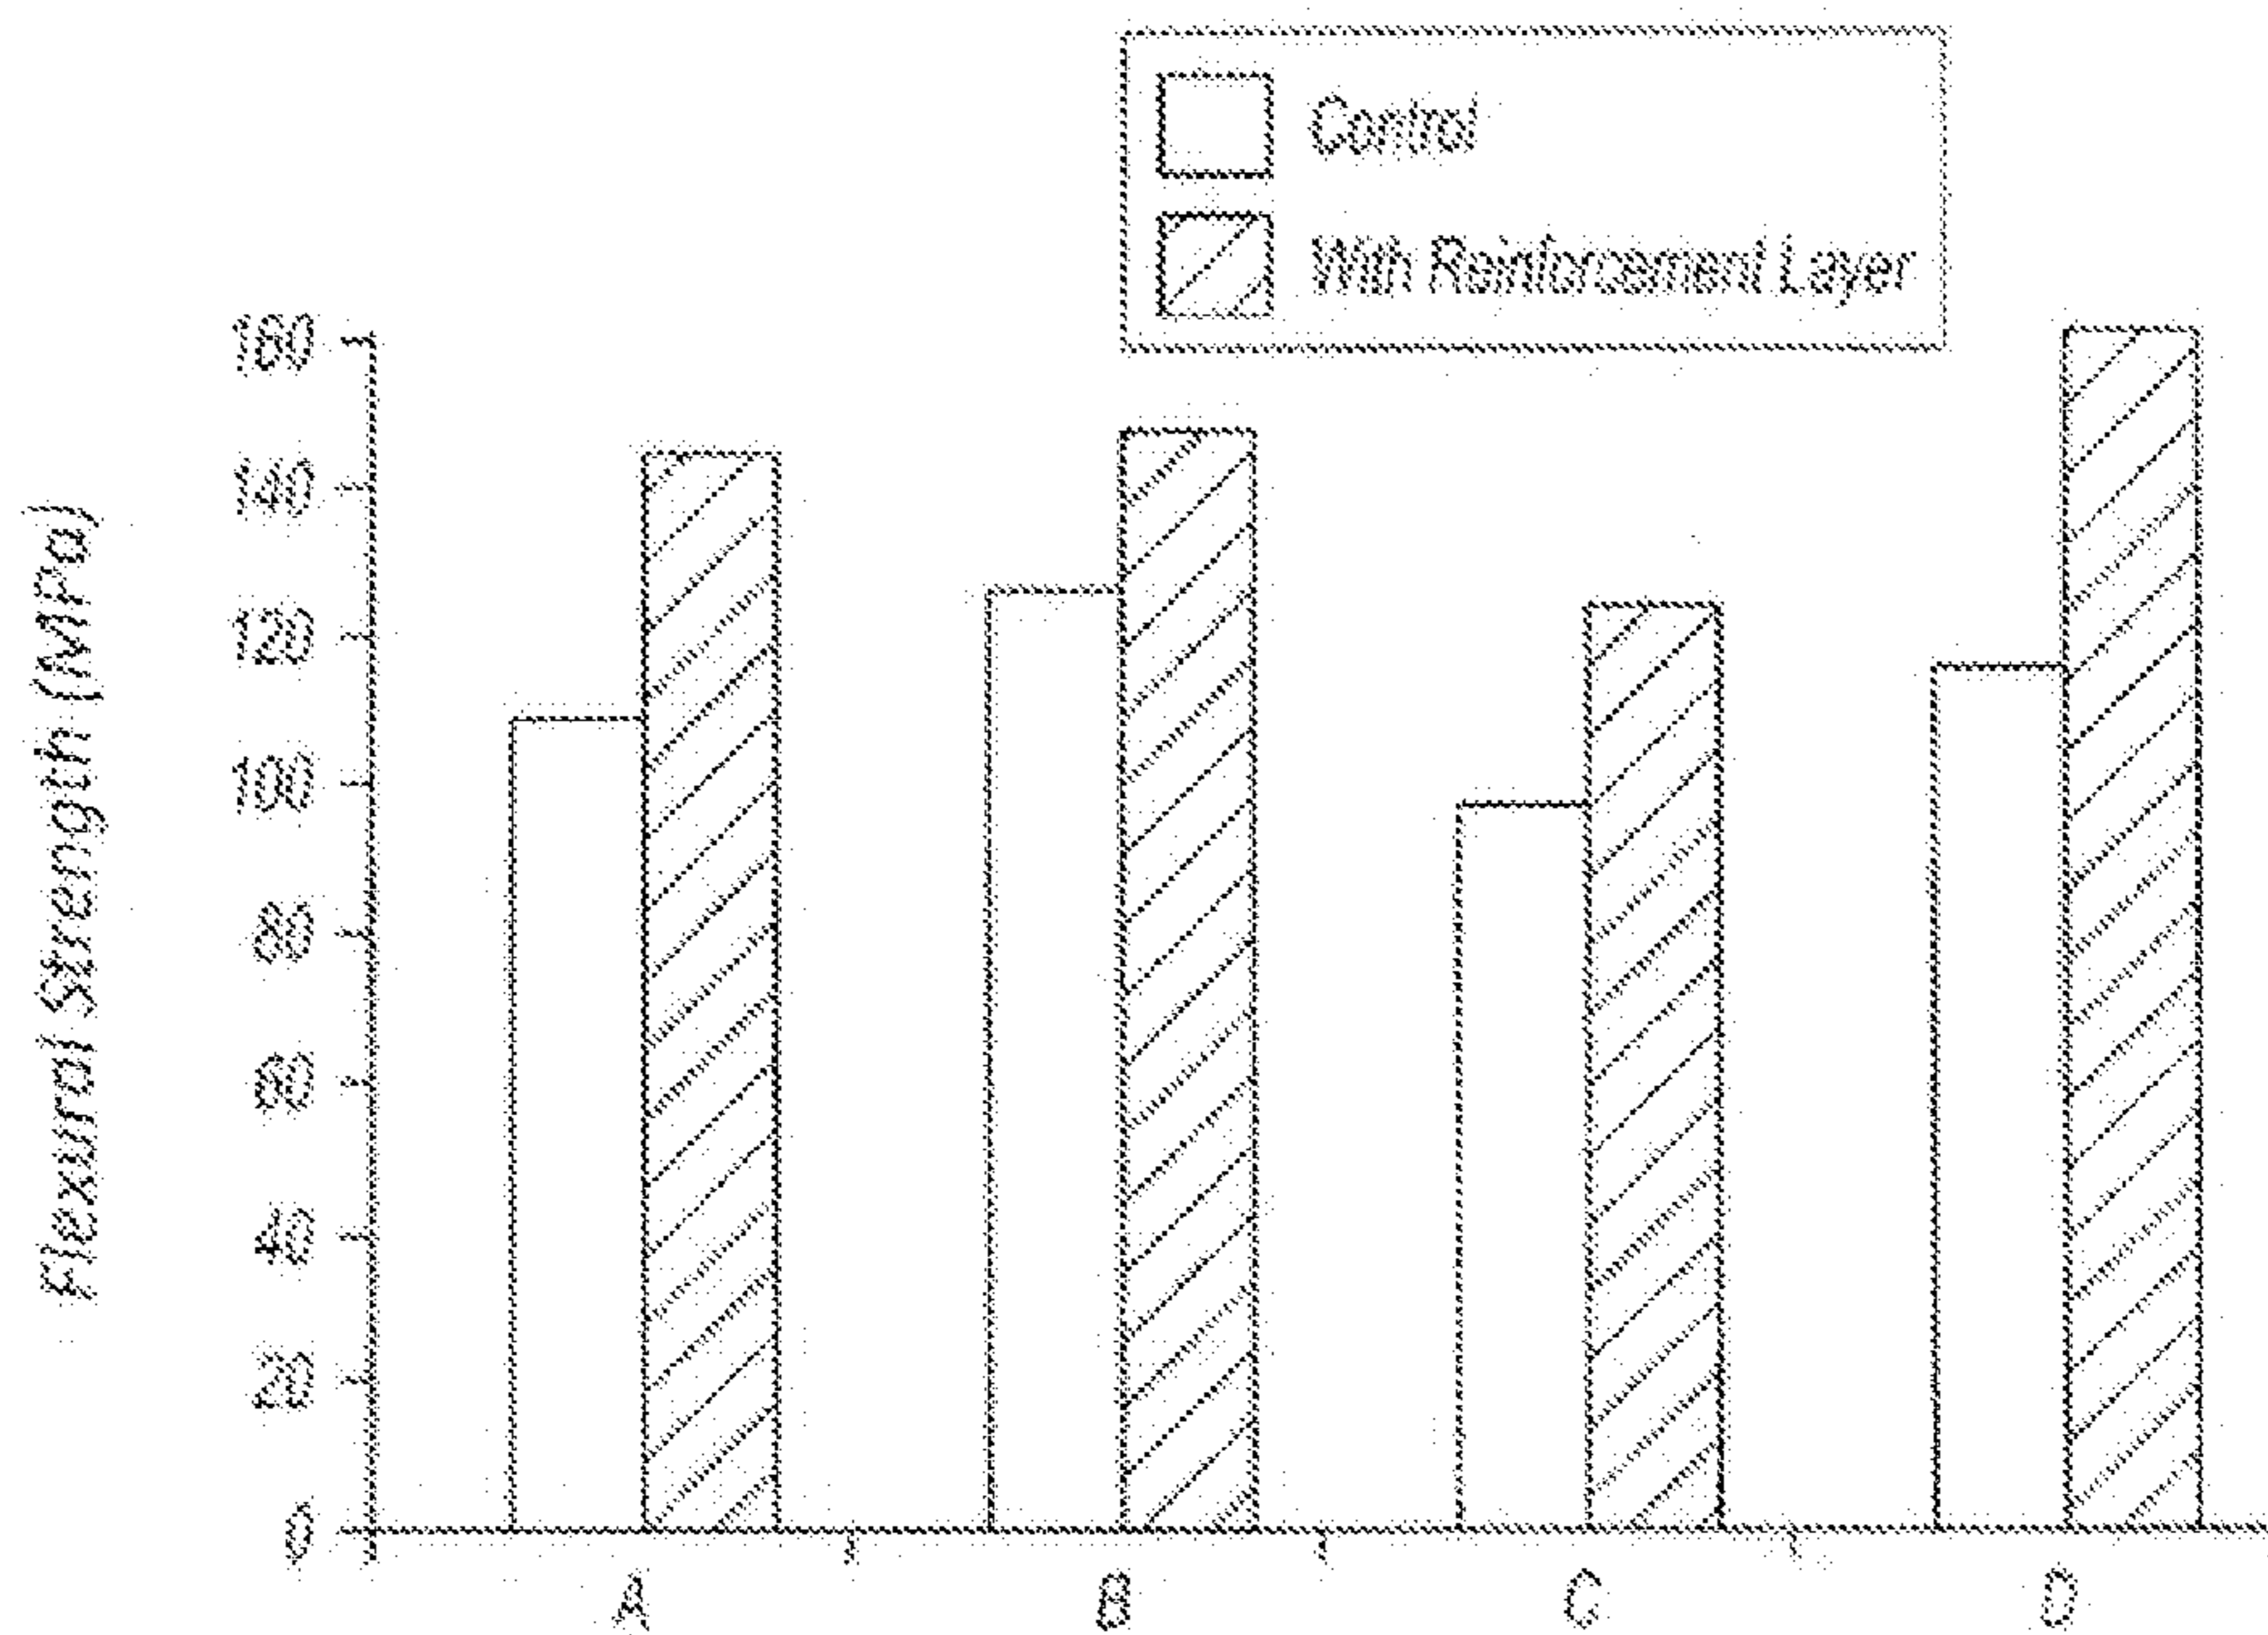 Control
With Reinforcement Layer
Flexural Strength (MPa)
160
140
120
100
80
60
40
20
0
A
B
C
D